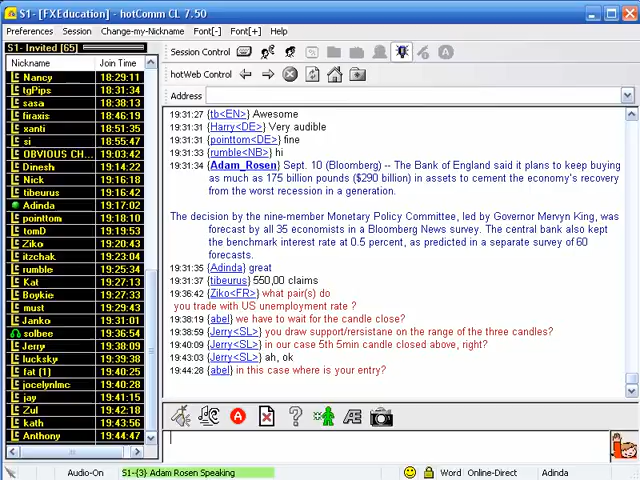 S1- [FXEducation] - hotComm CL 7.50
Preferences Session Change-my-Nickname Font[-] Font[+] Help
S1- Invited [65]
Session Control
Nickname Join Time
Nancy 18:29:11
tgPips 18:31:34
sasa 18:38:13
firaxis 18:46:19
xanti 18:51:35
si 18:55:47
OBVIOUS CH... 19:03:42
Dinesh 19:14:22
Nick 19:16:18
tibeurus 19:16:42
Adinda 19:17:02
pointtom 19:18:10
tomD 19:19:53
Ziko 19:20:43
itzchak 19:23:04
rumble 19:25:34
Kat 19:27:13
Boykie 19:27:33
must 19:29:43
Janko 19:31:01
solbee 19:36:54
Jerry 19:38:09
lucksky 19:39:38
fat (1) 19:40:25
jocelynlmc 19:40:28
jay 19:41:15
Zul 19:42:18
kath 19:43:56
Anthony 19:44:47
hotWeb Control
Address
19:31:27 {tb<EN>} Awesome
19:31:31 {Harry<DE>} Very audible
19:31:31 {pointtom<DE>} fine
19:31:33 {rumble<NB>} hi
19:31:34 {Adam_Rosen} Sept. 10 (Bloomberg) -- The Bank of England said it plans to keep buying
as much as 175 billion pounds ($290 billion) in assets to cement the economy's recovery
from the worst recession in a generation.
The decision by the nine-member Monetary Policy Committee, led by Governor Mervyn King, was
forecast by all 35 economists in a Bloomberg News survey. The central bank also kept
the benchmark interest rate at 0.5 percent, as predicted in a separate survey of 60
forecasts.
19:31:35 {Adinda} great
19:31:37 {tibeurus} 550,00 claims
19:36:42 {Ziko<FR>} what pair(s) do
you trade with US unemployment rate ?
19:38:19 {abel} we have to wait for the candle close?
19:38:59 {Jerry<SL>} you draw support/rersistane on the range of the three candles?
19:40:09 {Jerry<SL>} in our case 5th 5min candle closed above, right?
19:43:03 {Jerry<SL>} ah, ok
19:44:28 {abel} in this case where is your entry?
Audio-On S1-{3} Adam Rosen Speaking Word Online-Direct Adinda